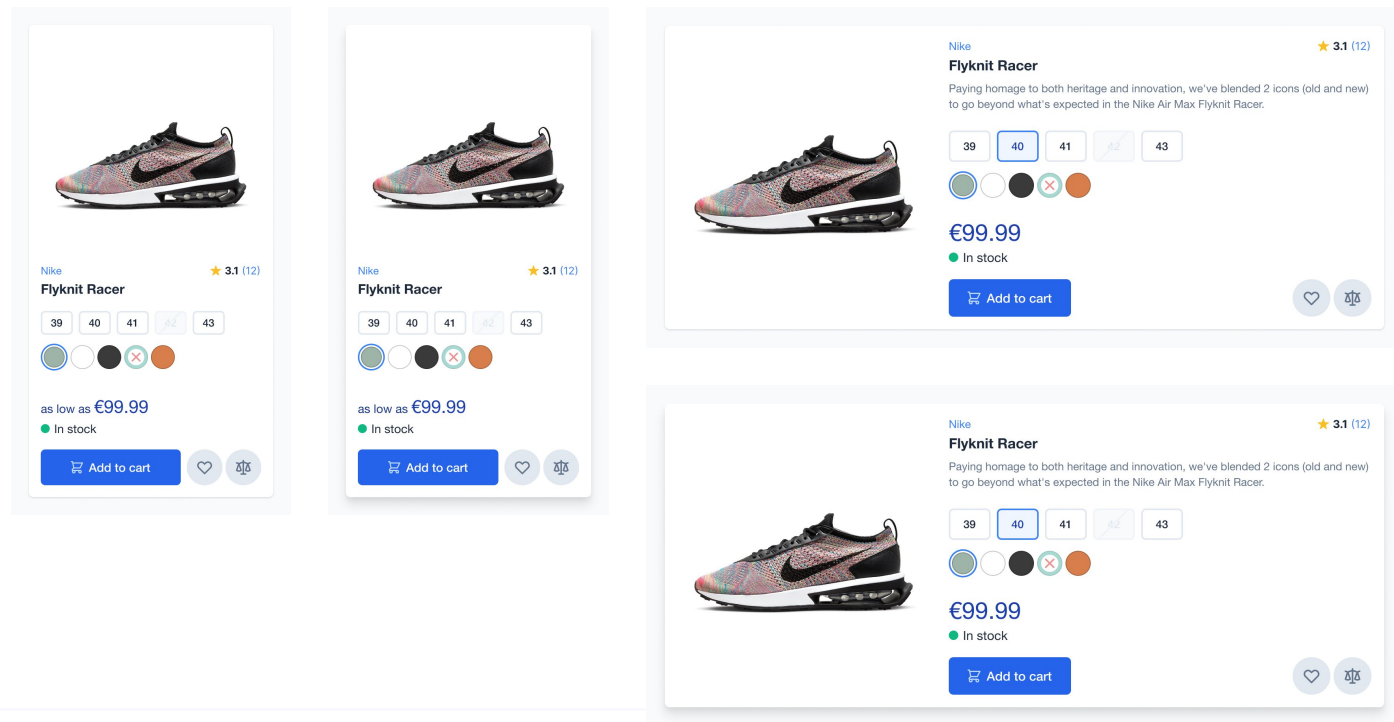 Nike
★ 3.1 (12)
Flyknit Racer
39 40 41 42 43
as low as €99.99
In stock
Add to cart
Nike
★ 3.1 (12)
Flyknit Racer
39 40 41 42 43
as low as €99.99
In stock
Add to cart
Nike
★ 3.1 (12)
Flyknit Racer
Paying homage to both heritage and innovation, we've blended 2 icons (old and new)
to go beyond what's expected in the Nike Air Max Flyknit Racer.
39 40 41 42 43
€99.99
In stock
Add to cart
Nike
★ 3.1 (12)
Flyknit Racer
Paying homage to both heritage and innovation, we've blended 2 icons (old and new)
to go beyond what's expected in the Nike Air Max Flyknit Racer.
39 40 41 42 43
€99.99
In stock
Add to cart